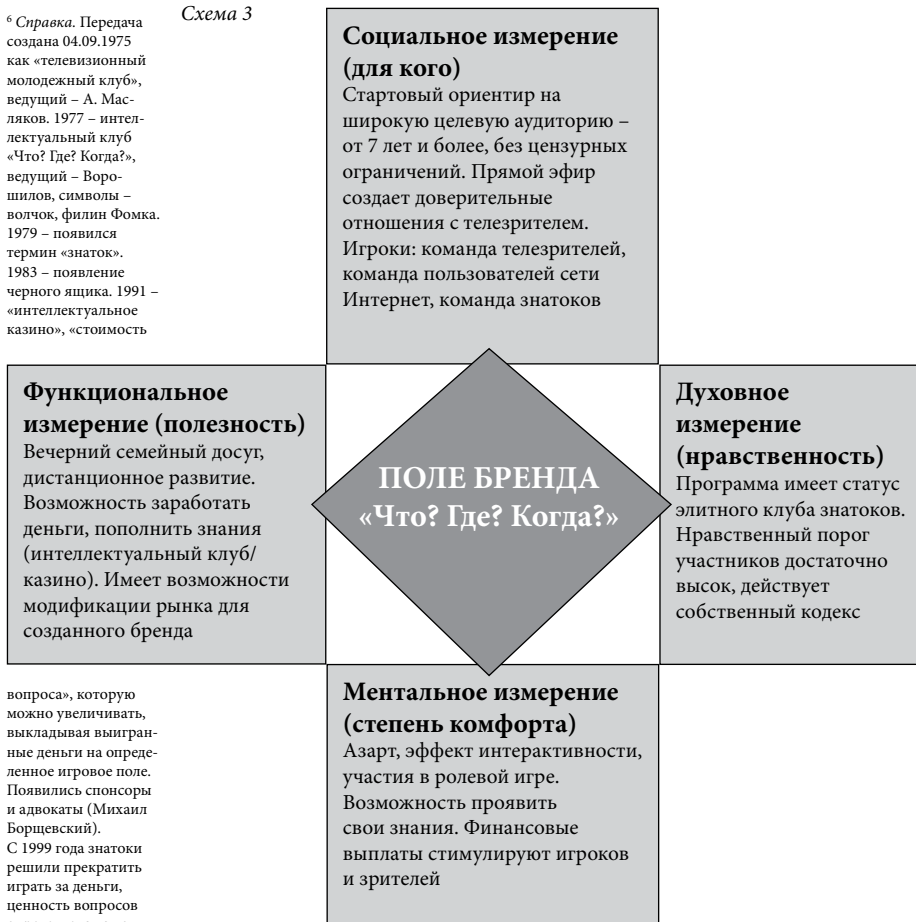 ⁶ Справка. Передача
создана 04.09.1975
как «телевизионный
молодежный клуб»,
ведущий – А. Мас-
ляков. 1977 – интел-
лектуальный клуб
«Что? Где? Когда?»,
ведущий – Воро-
шилов, символы –
волчок, филин Фомка.
1979 – появился
термин «знаток».
1983 – появление
черного ящика. 1991 –
«интеллектуальное
казино», «стоимость
Схема 3
Социальное измерение
(для кого)
Стартовый ориентир на
широкую целевую аудиторию –
от 7 лет и более, без цензурных
ограничений. Прямой эфир
создает доверительные
отношения с телезрителем.
Игроки: команда телезрителей,
команда пользователей сети
Интернет, команда знатоков
Функциональное
измерение (полезность)
Вечерний семейный досуг,
дистанционное развитие.
Возможность заработать
деньги, пополнить знания
(интеллектуальный клуб/
казино). Имеет возможности
модификации рынка для
созданного бренда
ПОЛЕ БРЕНДА
«Что? Где? Когда?»
Духовное
измерение
(нравственность)
Программа имеет статус
элитного клуба знатоков.
Нравственный порог
участников достаточно
высок, действует
собственный кодекс
вопроса», которую
можно увеличивать,
выкладывая выигран-
ные деньги на опреде-
ленное игровое поле.
Появились спонсоры
и адвокаты (Михаил
Борщевский).
С 1999 года знатоки
решили прекратить
играть за деньги,
ценность вопросов
Ментальное измерение
(степень комфорта)
Азарт, эффект интерактивности,
участия в ролевой игре.
Возможность проявить
свои знания. Финансовые
выплаты стимулируют игроков
и зрителей